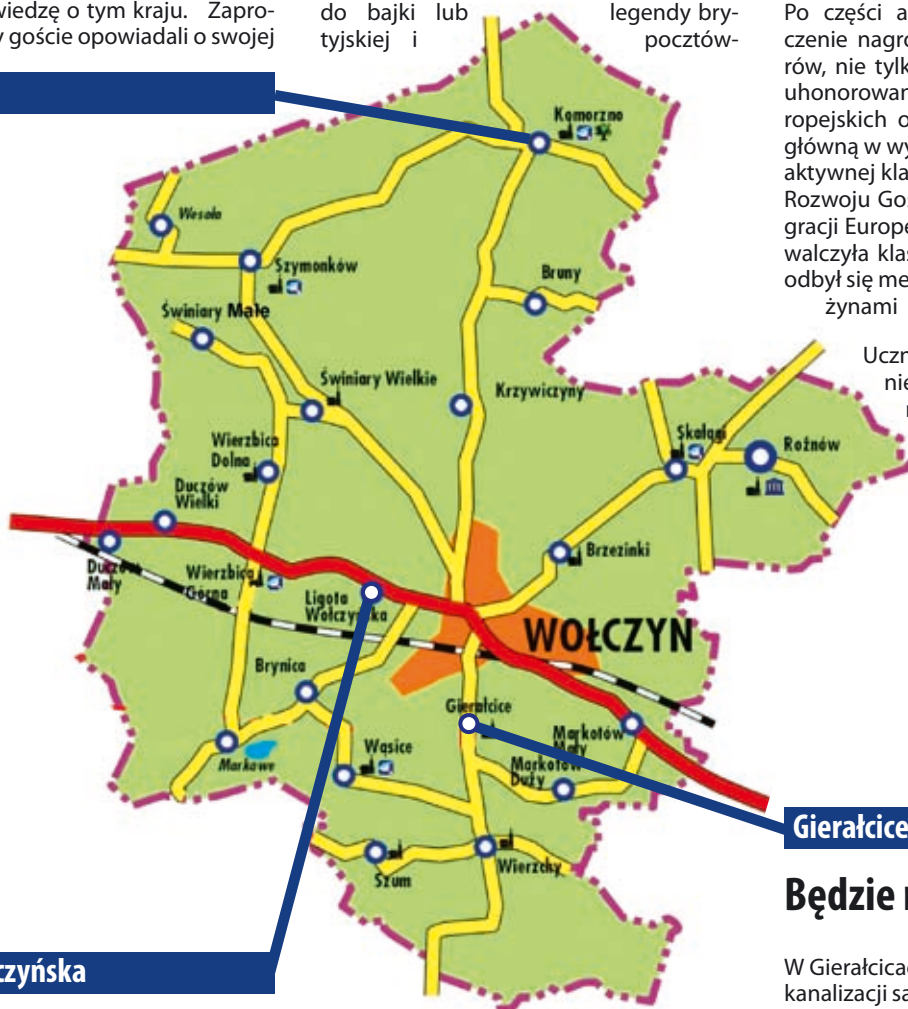 wiedzę o tym kraju. Zapro-
y goście opowiadali o swojej
do bajki lub
tyjskiej i
legendy bry-
pocztów-
Po części a
czenie nagro
rów, nie tylk
uhonorowan
ropejskich o
główną w wy
aktywnej kla
Rozwoju Gos
gracji Europe
walczyła klas
odbył się me
żynami
Uczn
nie
Komorzno
Wesoła
Szymonków
Bruny
Świniary Małe
Świniary Wielkie
Krzywiczyny
Skałągi
Rożnów
Wierzbica
Dolna
Duczów
Wielki
Brzezinki
Duczów
Mały
Wierzbica
Górna
Ligota
Wołczyńska
WOŁCZYN
Brynica
Gierałcice
Markotów
Mały
Markotów
Duży
Markowe
Wąsice
Szum
Wierzchy
Gierałcice
Będzie
W Gierałcicac
kanalizacji sa
czyńska